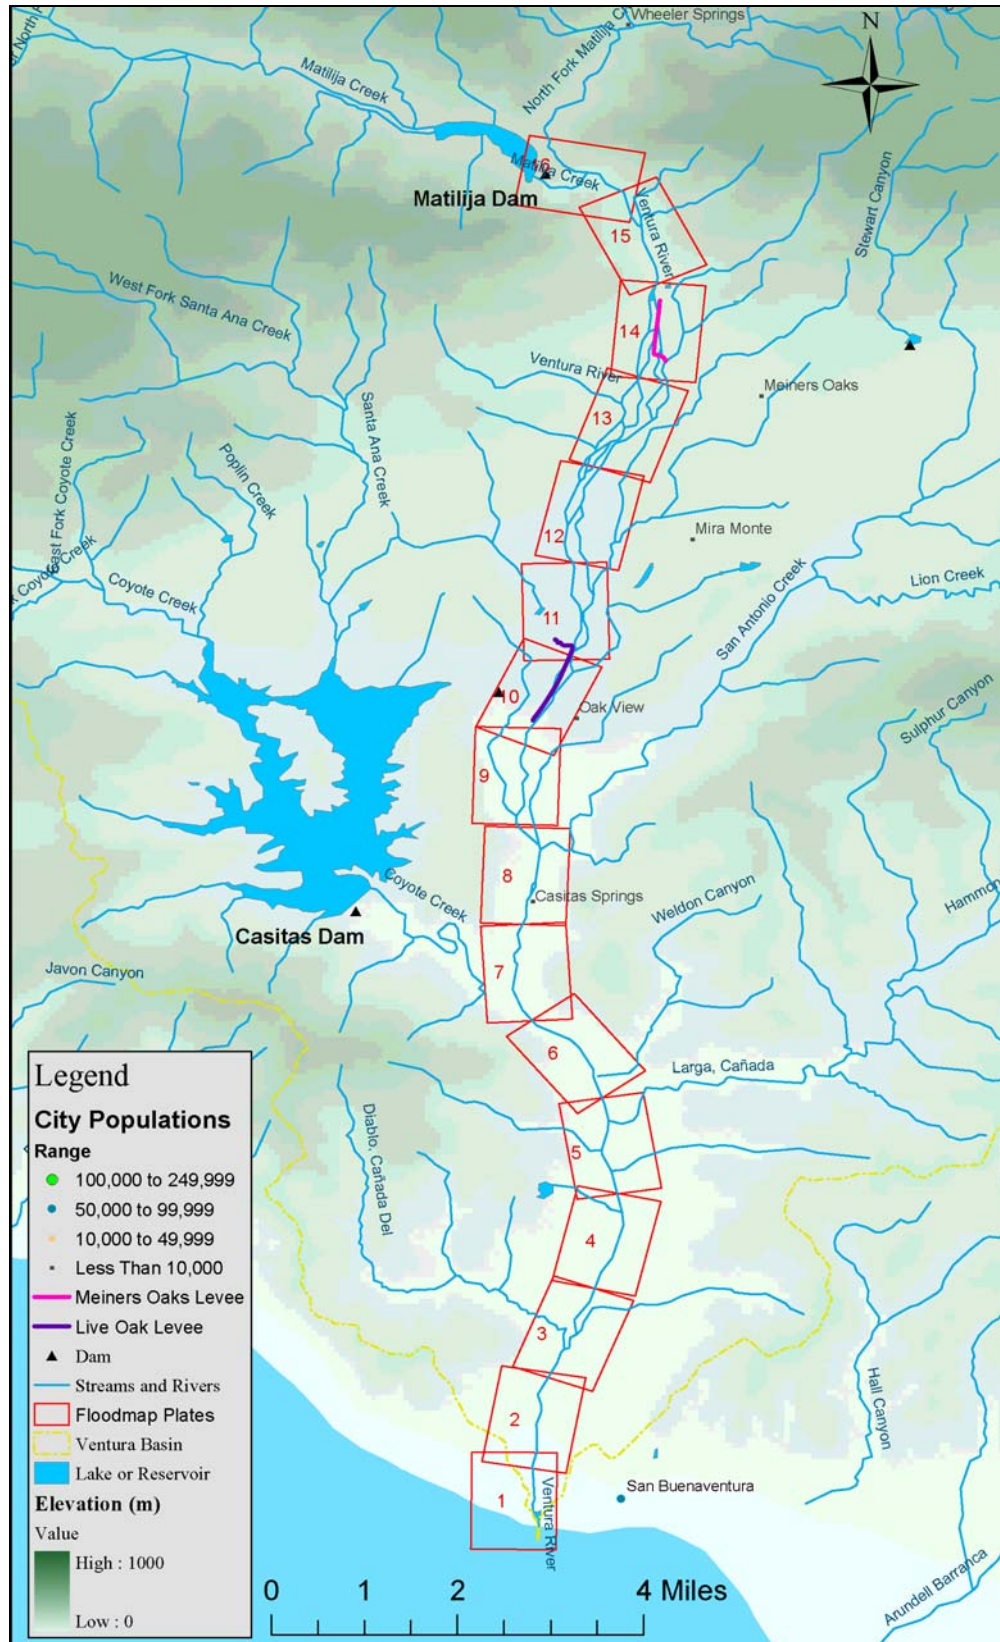 Wheeler Springs
N
Matilija Creek
North Fork Matilija C
16
Matilija Creek
Matilija Dam
Ventura River
15
Stewart Canyon
West Fork Santa Ana Creek
14
Ventura River
Meiners Oaks
13
Santa Ana Creek
Poplin Creek
East Fork Coyote Creek
12
Mira Monte
k Coyote Creek
Coyote Creek
Lion Creek
San Antonio Creek
11
10
Oak View
Sulphur Canyon
9
8
Coyote Creek
Casitas Springs
Weldon Canyon
Hammon
Casitas Dam
7
Javon Canyon
6
Larga, Cañada
Diablo, Cañada Del
5
4
3
Hall Canyon
2
1
Ventura River
San Buenaventura
Arundell Barranca
Legend
City Populations
Range
100,000 to 249,999
50,000 to 99,999
10,000 to 49,999
Less Than 10,000
Meiners Oaks Levee
Live Oak Levee
Dam
Streams and Rivers
Floodmap Plates
Ventura Basin
Lake or Reservoir
Elevation (m)
Value
High : 1000
Low : 0
0 1 2 4 Miles